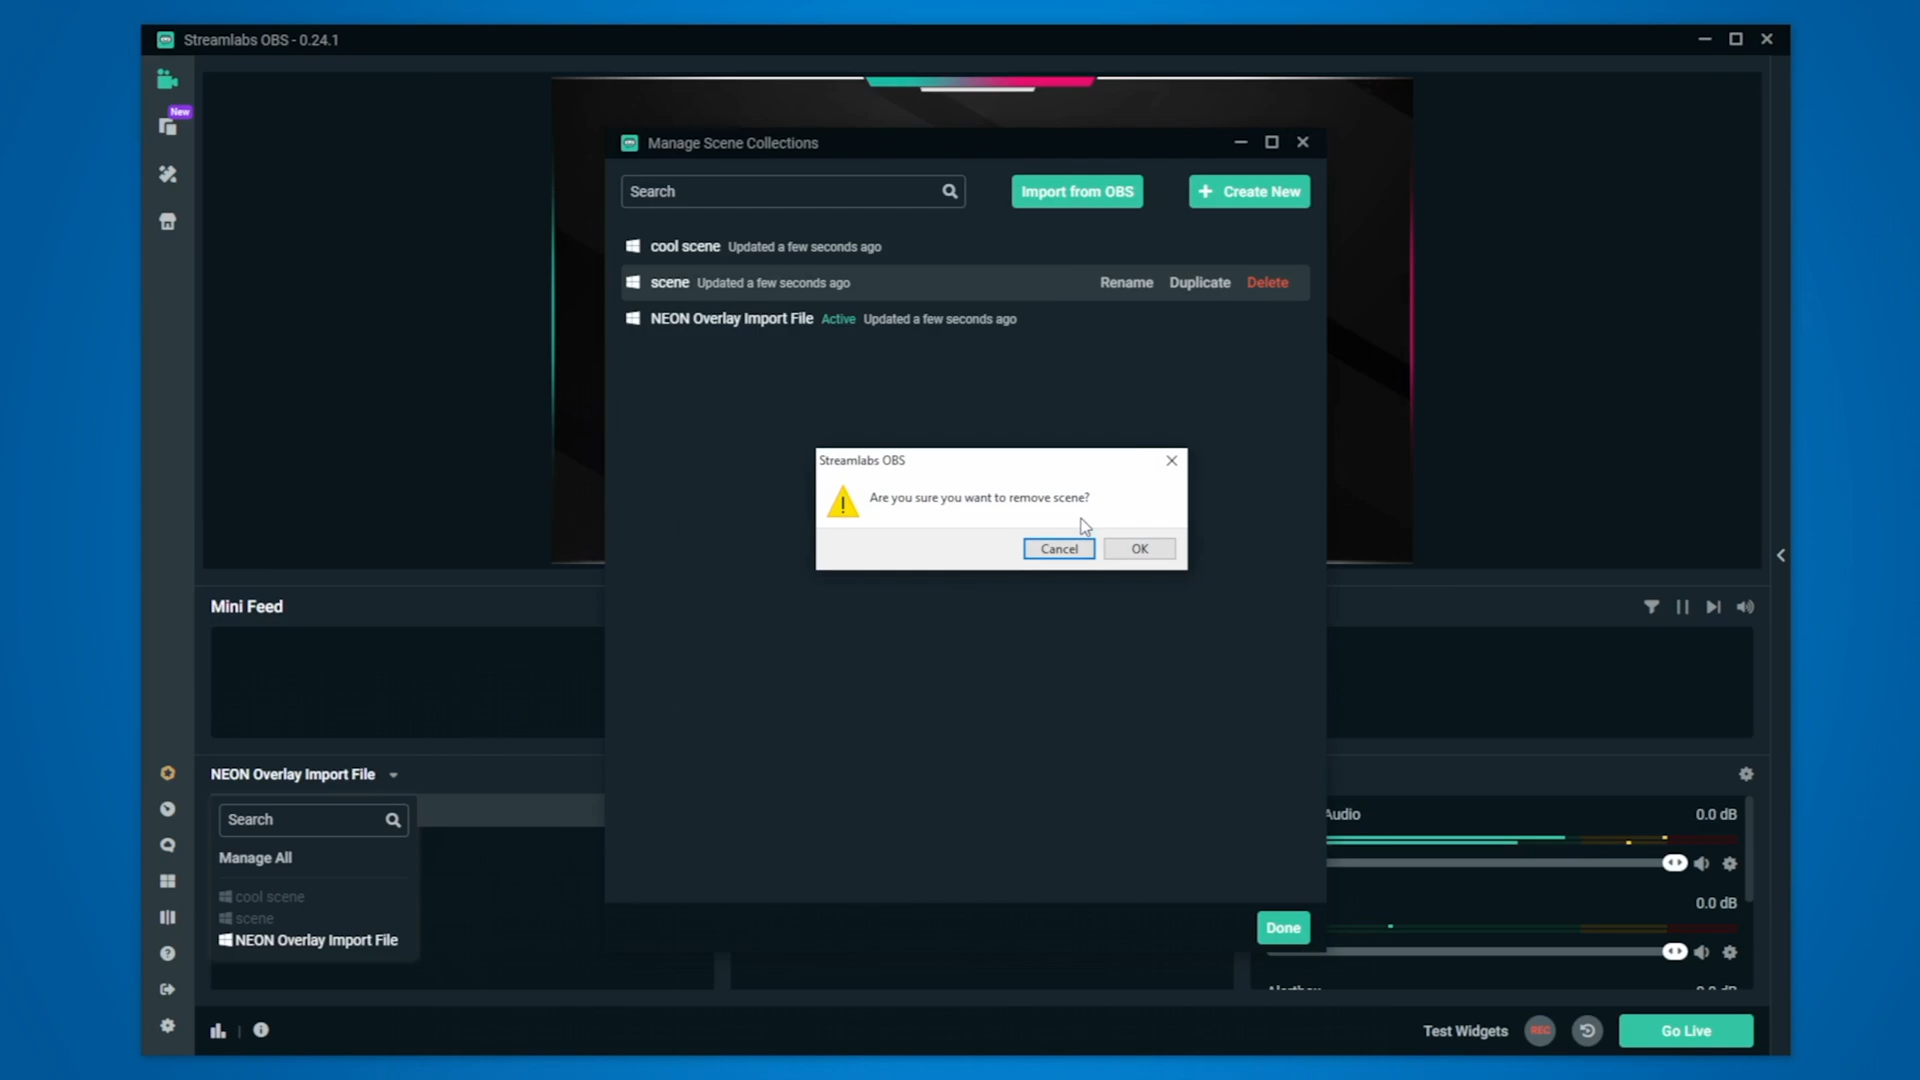 Streamlabs OBS - 0.24.1
New
Manage Scene Collections
Search
Import from OBS
+ Create New
cool scene Updated a few seconds ago
scene Updated a few seconds ago Rename Duplicate Delete
NEON Overlay Import File Active Updated a few seconds ago
Streamlabs OBS
Are you sure you want to remove scene?
Cancel OK
Mini Feed
NEON Overlay Import File
Search
Manage All
cool scene
scene
NEON Overlay Import File
Audio 0.0 dB
0.0 dB
Done
Test Widgets
REC
Go Live